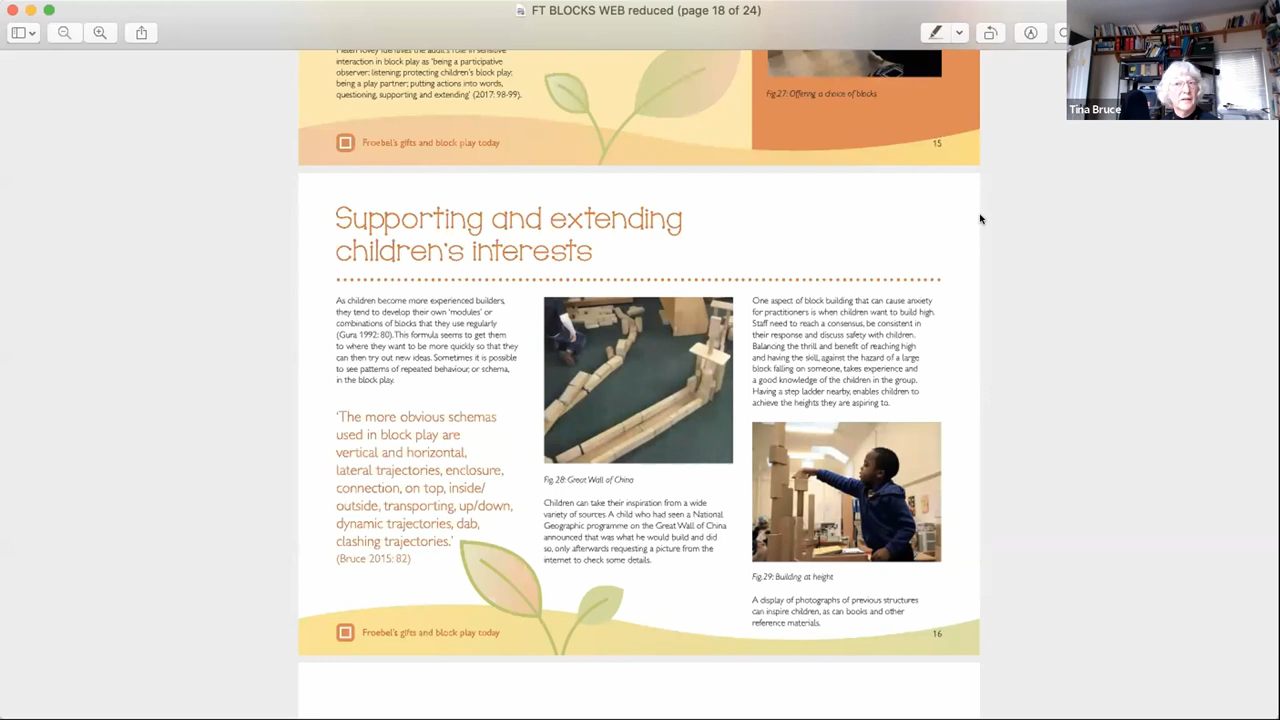 FT BLOCKS WEB reduced (page 18 of 24)
Tina Bruce
Helen Tovey identifies the adult's role in sensitive
interaction in block play as 'being a participative
observer: listening; protecting children's block play;
being a play partner; putting actions into words,
questioning, supporting and extending' (2017: 98-99).
Fig.27: Offering a choice of blocks
Froebel's gifts and block play today
15
Supporting and extending
children's interests
As children become more experienced builders,
they tend to develop their own 'modules' or
combinations of blocks that they use regularly
(Gura 1992: 80). This formula seems to get them
to where they want to be more quickly so that they
can then try out new ideas. Sometimes it is possible
to see patterns of repeated behaviour, or schema,
in the block play.
'The more obvious schemas
used in block play are
vertical and horizontal,
lateral trajectories, enclosure,
connection, on top, inside/
outside, transporting, up/down,
dynamic trajectories, dab,
clashing trajectories.'
(Bruce 2015: 82)
Fig.28: Great Wall of China
Children can take their inspiration from a wide
variety of sources. A child who had seen a National
Geographic programme on the Great Wall of China
announced that was what he would build and did
so, only afterwards requesting a picture from the
internet to check some details.
One aspect of block building that can cause anxiety
for practitioners is when children want to build high.
Staff need to reach a consensus, be consistent in
their response and discuss safety with children.
Balancing the thrill and benefit of reaching high
and having the skill, against the hazard of a large
block falling on someone, takes experience and
a good knowledge of the children in the group.
Having a step ladder nearby, enables children to
achieve the heights they are aspiring to.
Fig.29: Building at height
A display of photographs of previous structures
can inspire children, as can books and other
reference materials.
Froebel's gifts and block play today
16